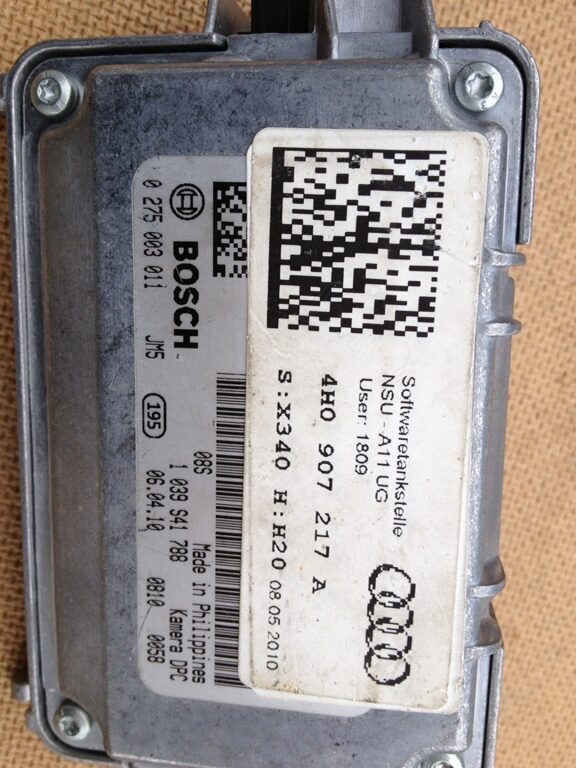 Softwaretankstelle
NSU - A11 UG
User: 1809
4H0 907 217 A
S:X340 H:H20 08.05.2010
BOSCH
0 275 003 011 JM5 195
08S Made in Philippines
1 039 S41 788 Kamera DPC
06.04.10 0810 0058